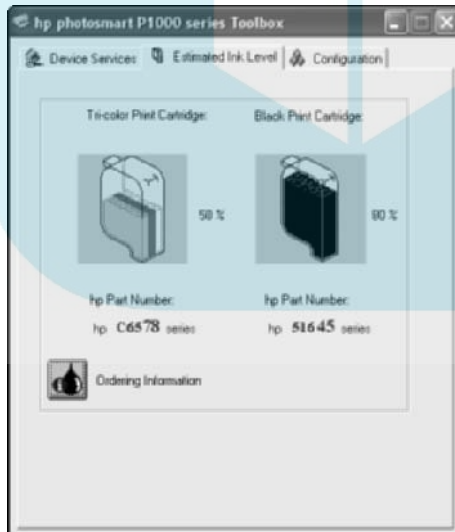 hp photosmart P1000 series Toolbox
Device Services Estimated Ink Level Configuration
Tri-color Print Cartridge: Black Print Cartridge:
50 % 80 %
hp Part Number: hp Part Number:
hp C6578 series hp 51645 series
Ordering Information